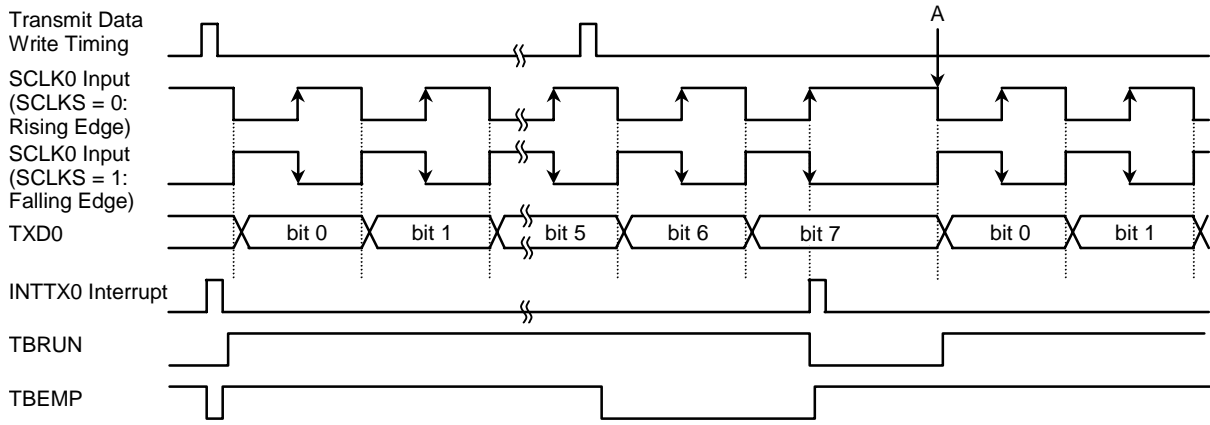 Transmit Data
Write Timing
A
SCLK0 Input
(SCLKS = 0:
Rising Edge)
SCLK0 Input
(SCLKS = 1:
Falling Edge)
TXD0
bit 0
bit 1
bit 5
bit 6
bit 7
bit 0
bit 1
INTTX0 Interrupt
TBRUN
TBEMP